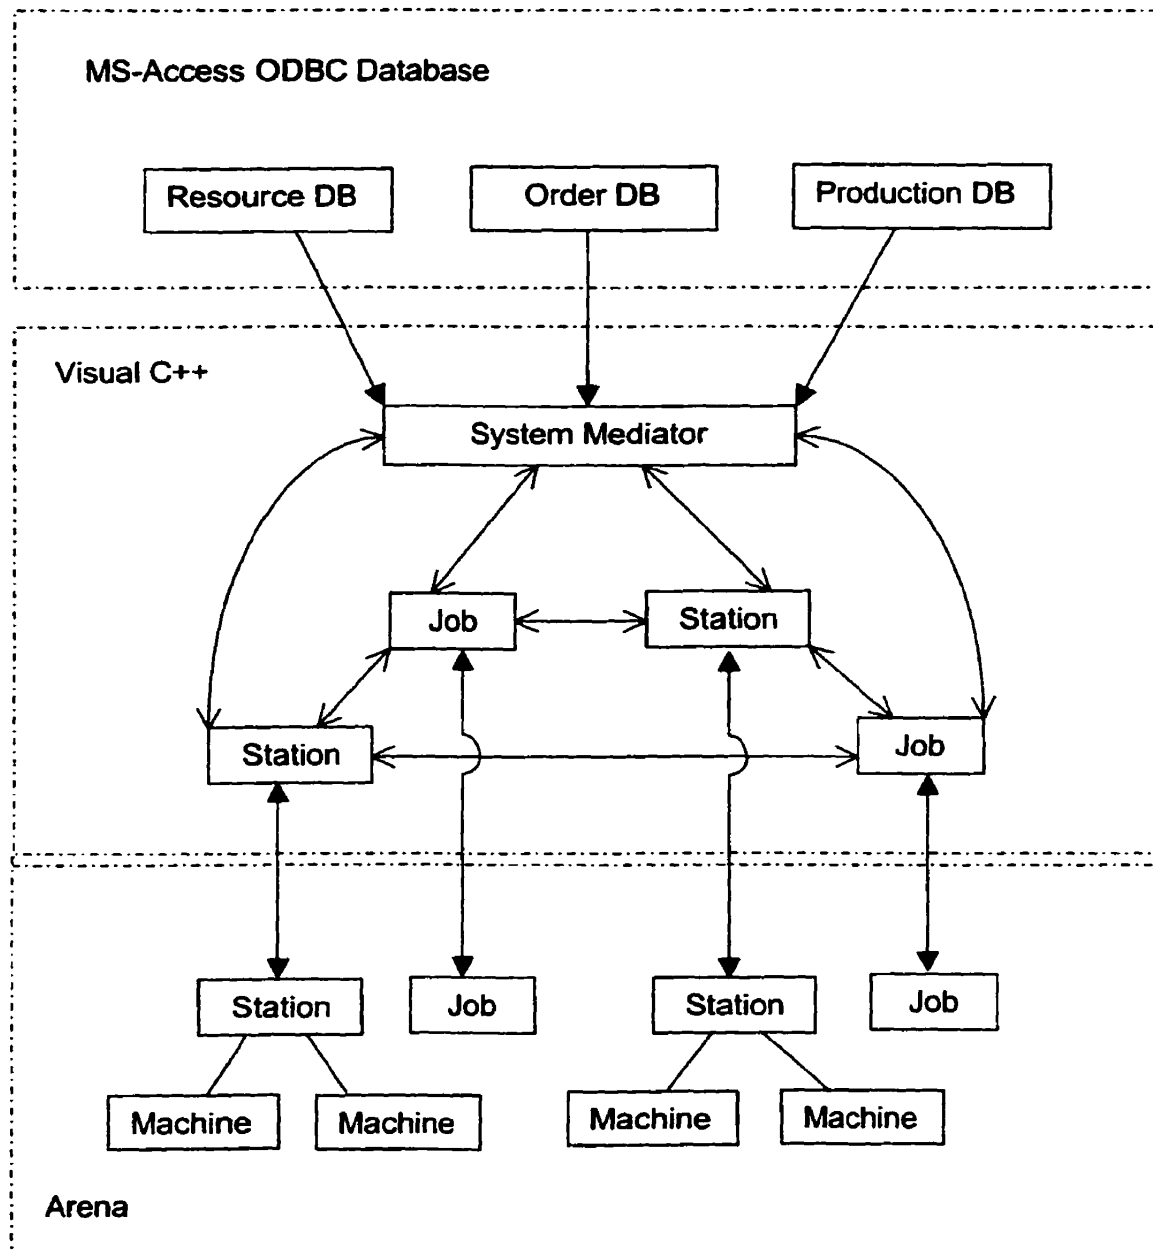 MS-Access ODBC Database
Resource DB
Order DB
Production DB
Visual C++
System Mediator
Job
Station
Station
Job
Station
Job
Station
Job
Machine
Machine
Machine
Machine
Arena